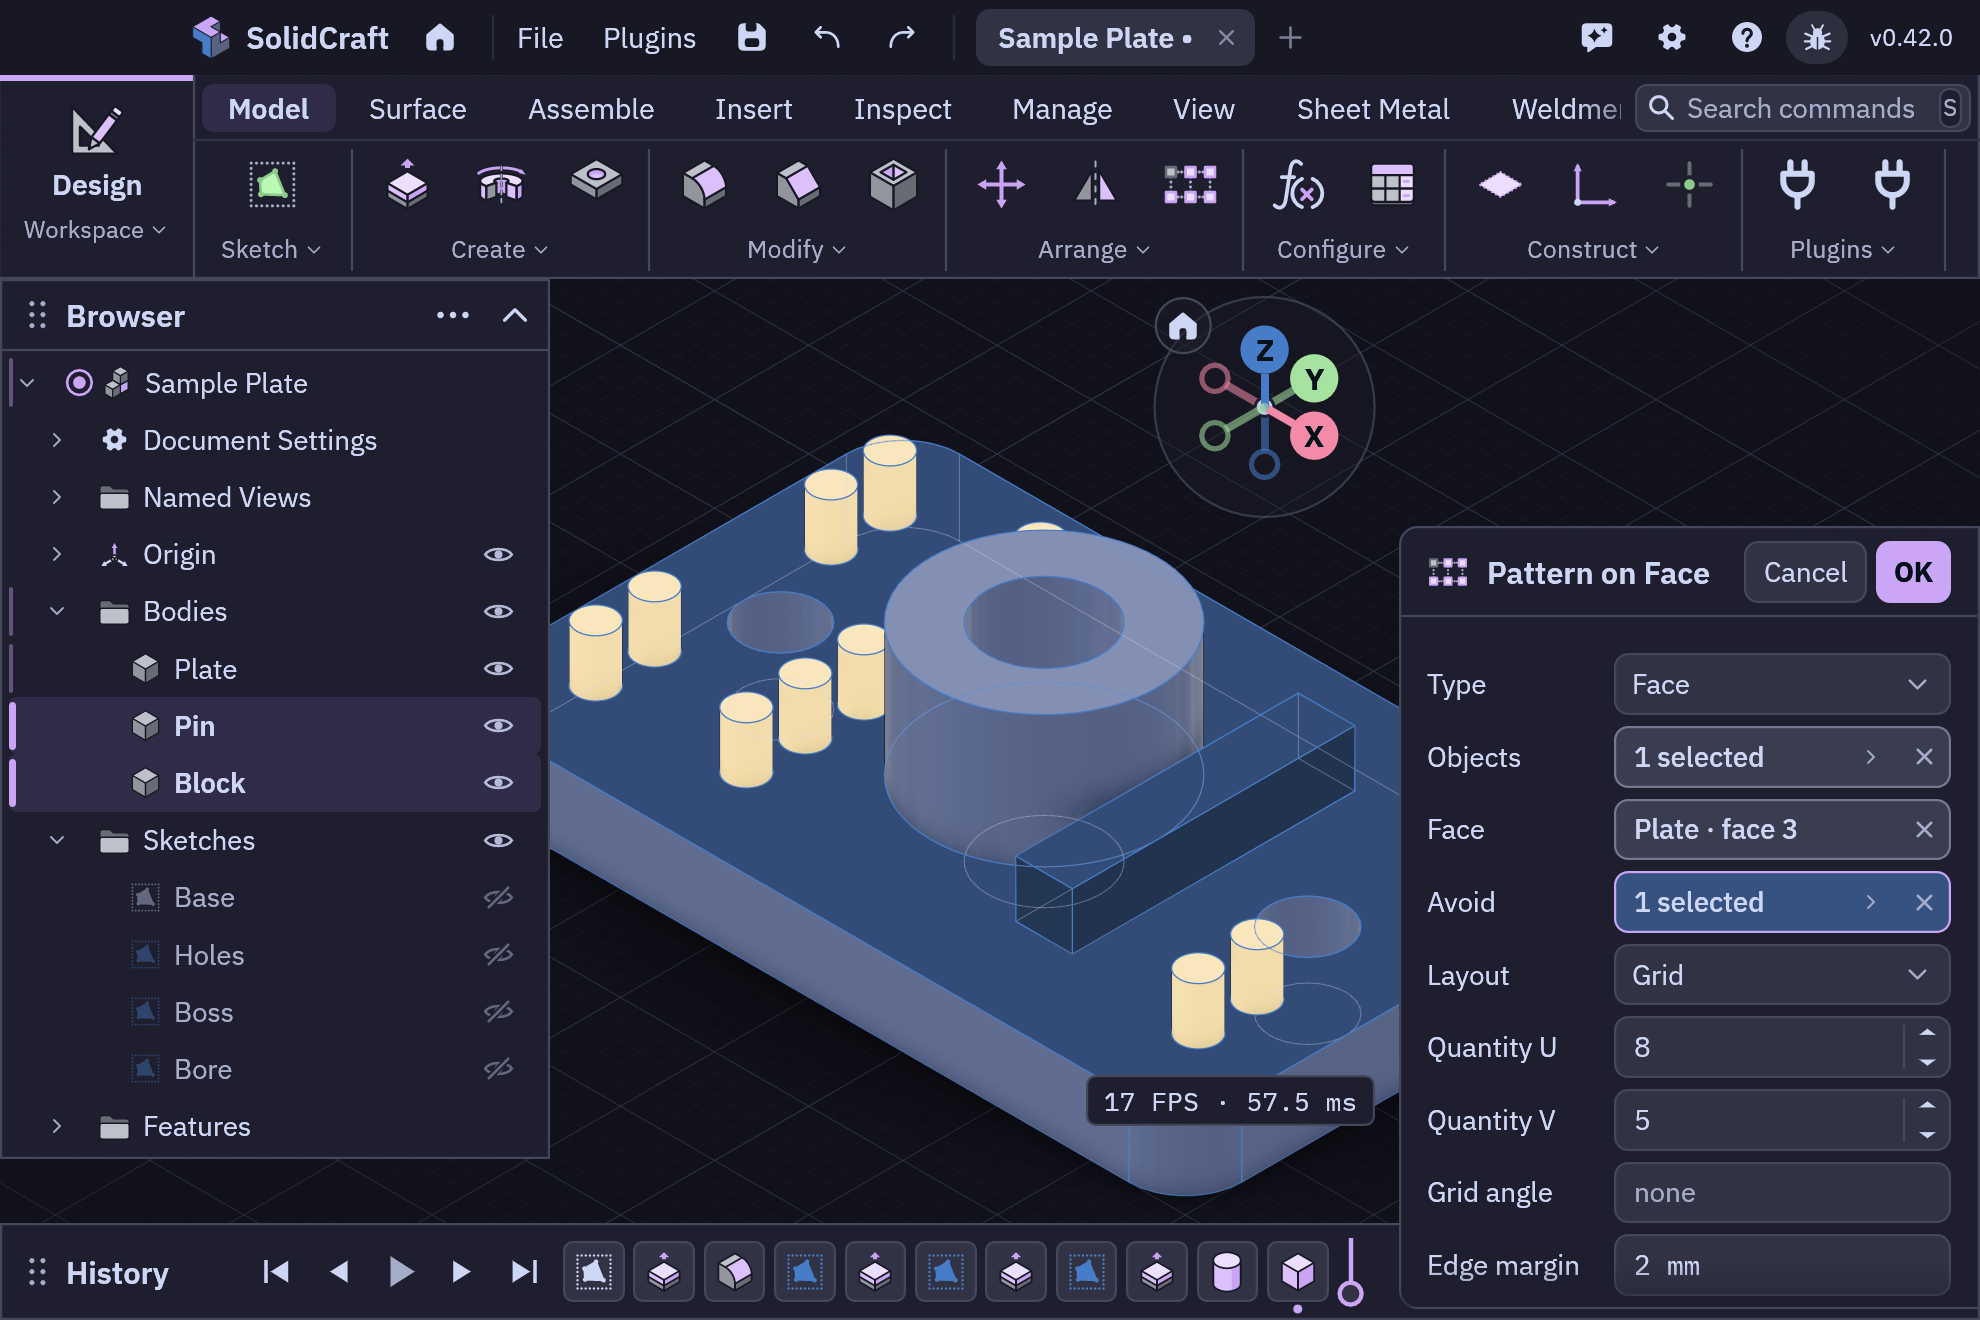 SolidCraft
File
Plugins
Sample Plate •
v0.42.0
Design
Workspace
Model
Surface
Assemble
Insert
Inspect
Manage
View
Sheet Metal
Weldme
Search commands
S
Sketch
Create
Modify
Arrange
Configure
Construct
Plugins
Browser
Sample Plate
Document Settings
Named Views
Origin
Bodies
Plate
Pin
Block
Sketches
Base
Holes
Boss
Bore
Features
Z
Y
X
17 FPS · 57.5 ms
Pattern on Face
Cancel
OK
Type
Face
Objects
1 selected
Face
Plate · face 3
Avoid
1 selected
Layout
Grid
Quantity U
8
Quantity V
5
Grid angle
none
Edge margin
2 mm
History